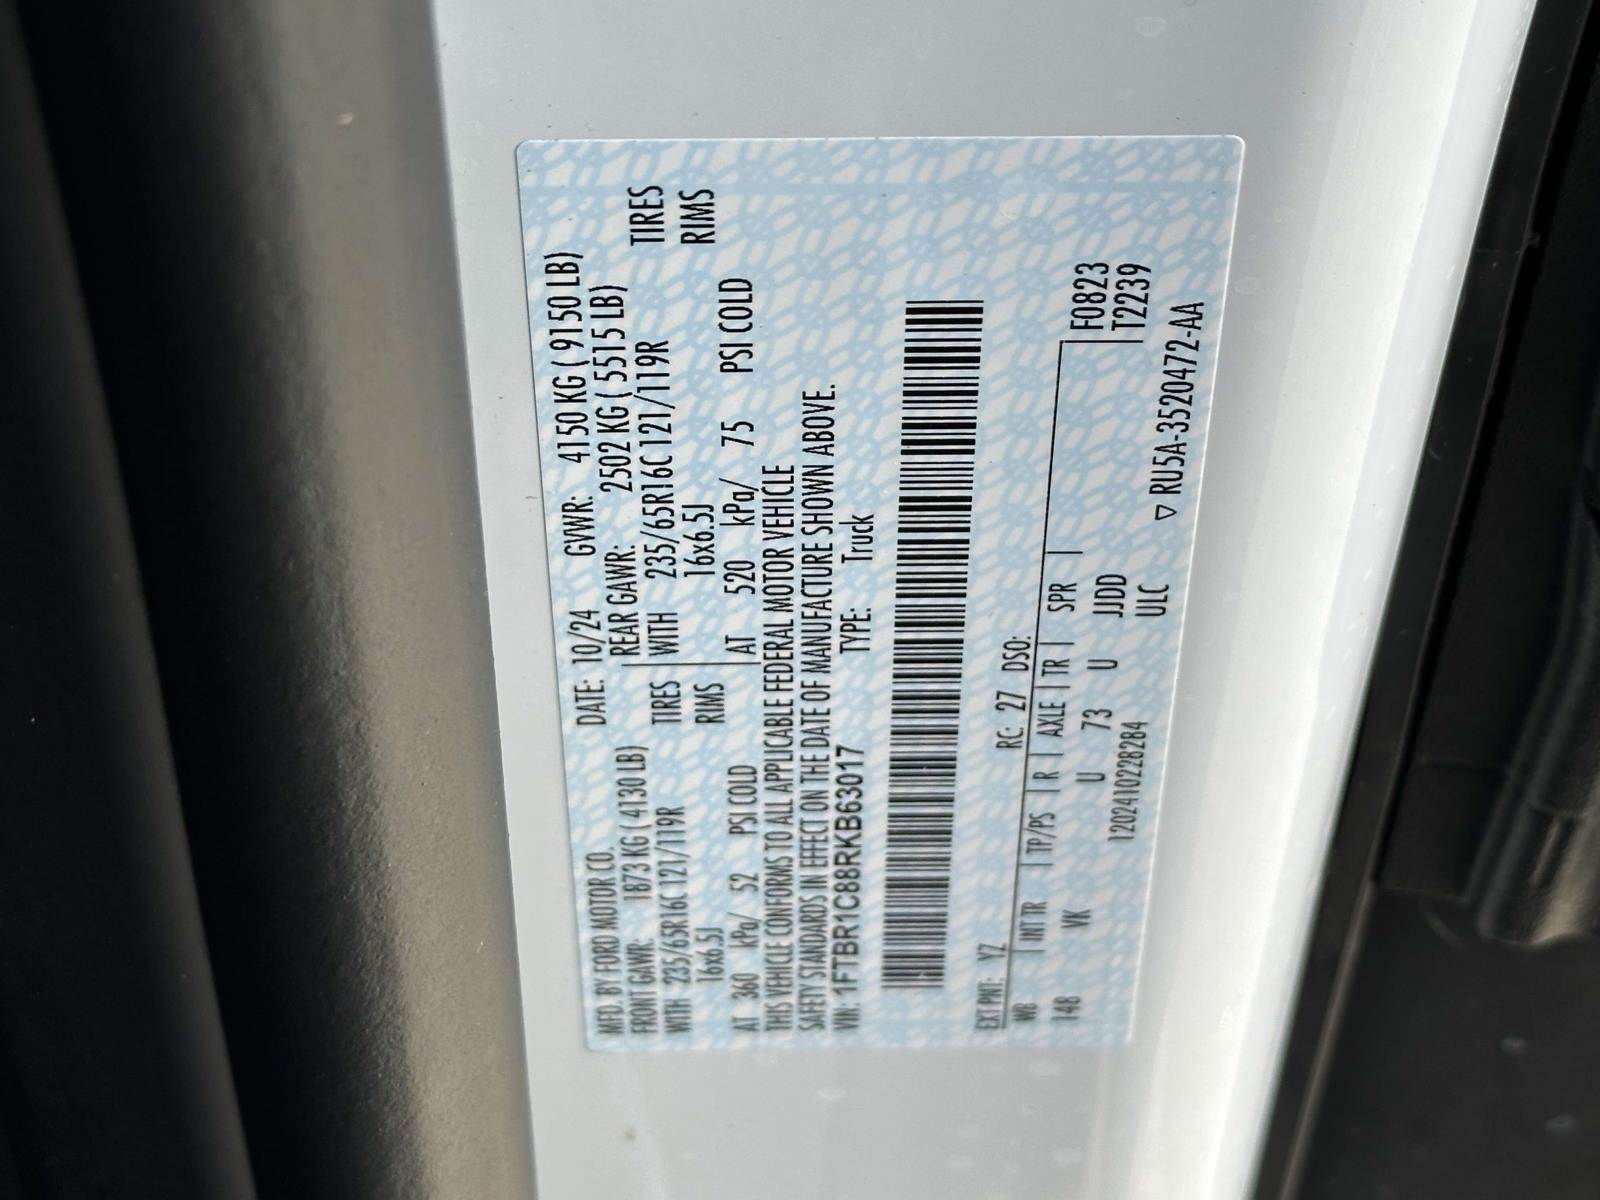 MFD. BY FORD MOTOR CO. DATE: 10/24 GVWR: 4150 KG ( 9150 LB)
FRONT GAWR: 1873 KG ( 4130 LB) REAR GAWR: 2502 KG ( 5515 LB)
WITH 235/65R16C 121/119R TIRES WITH 235/65R16C 121/119R TIRES
16x6.5J RIMS 16x6.5J RIMS
AT 360 kPa/ 52 PSI COLD AT 520 kPa/ 75 PSI COLD
THIS VEHICLE CONFORMS TO ALL APPLICABLE FEDERAL MOTOR VEHICLE
SAFETY STANDARDS IN EFFECT ON THE DATE OF MANUFACTURE SHOWN ABOVE.
VIN: 1FTBR1C88RKB63017 TYPE: Truck
EXT PNT: YZ RC: 27 DSO:
WB INT TR TP/PS R AXLE TR SPR F0823
148 VK U 73 U JJDD T2239
1202410228284 ULC
▽ RU5A-3520472-AA